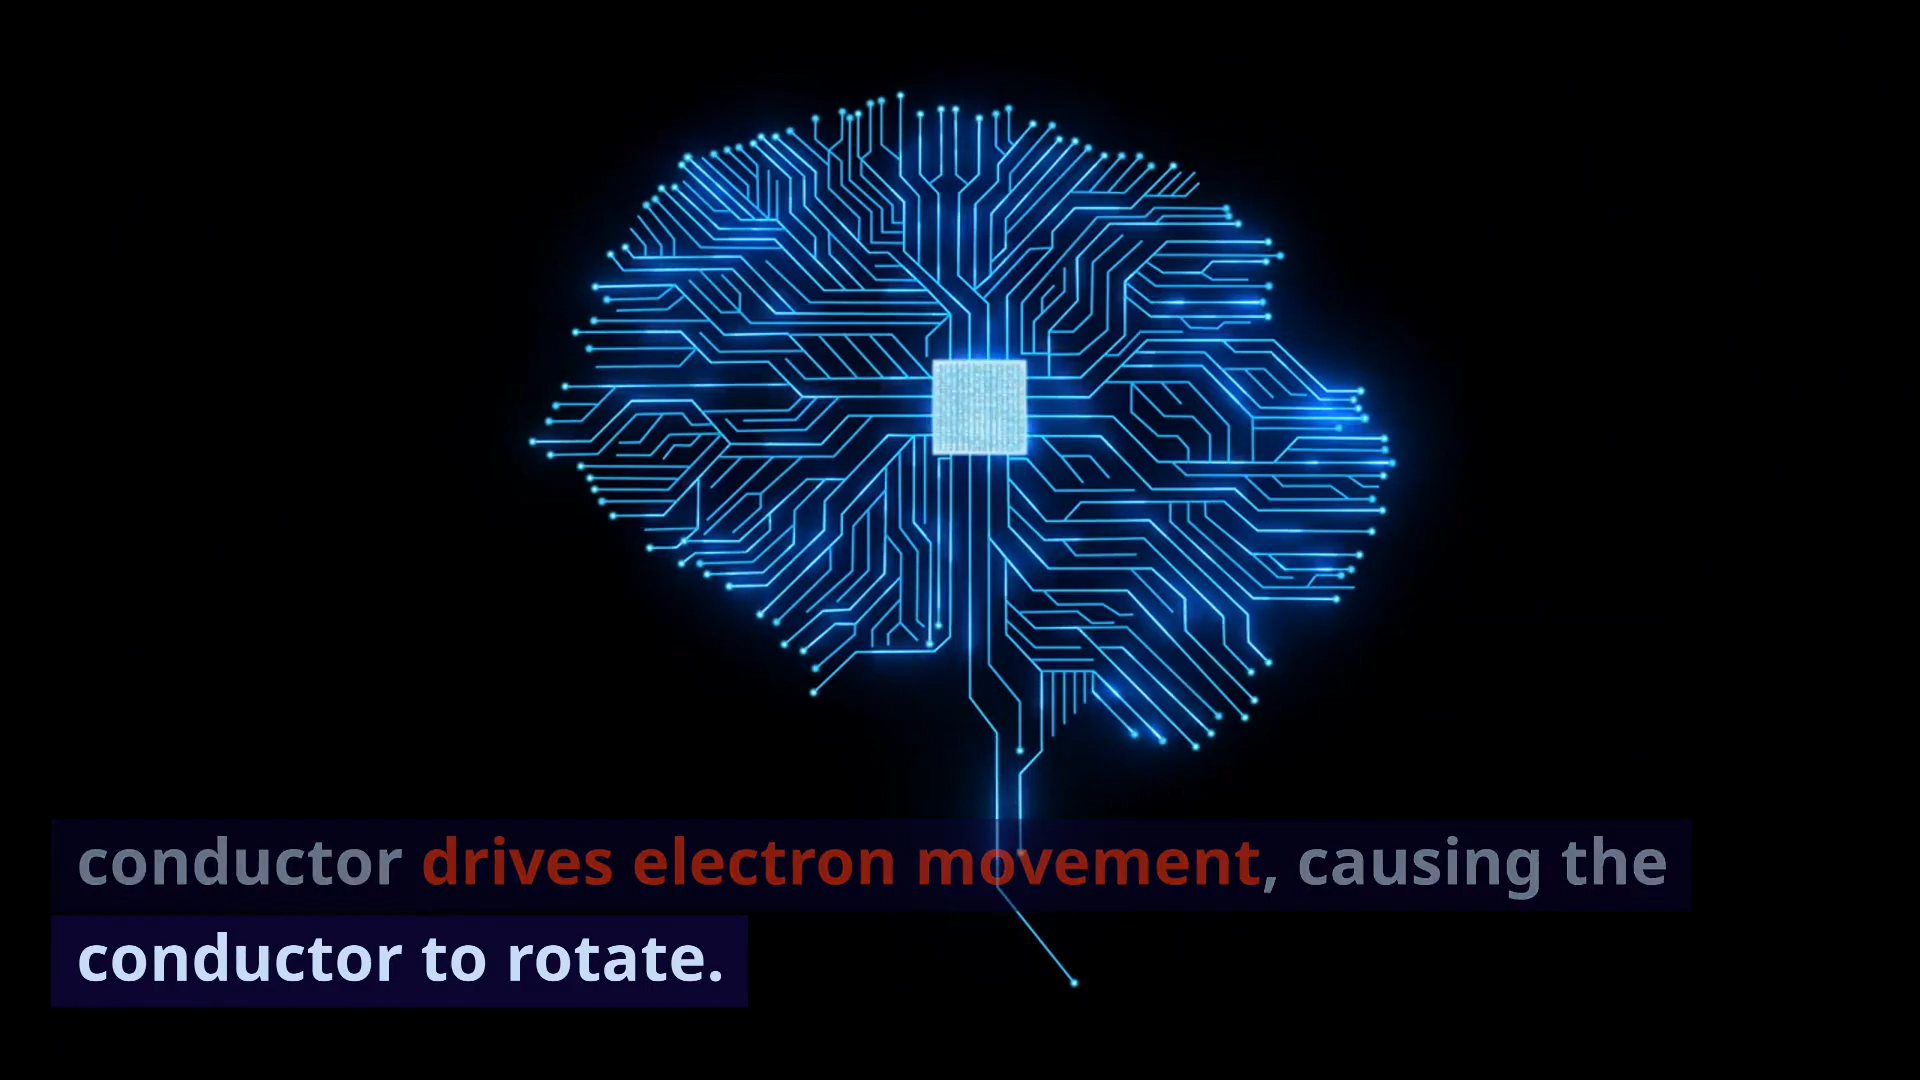 conductor drives electron movement, causing the
conductor to rotate.